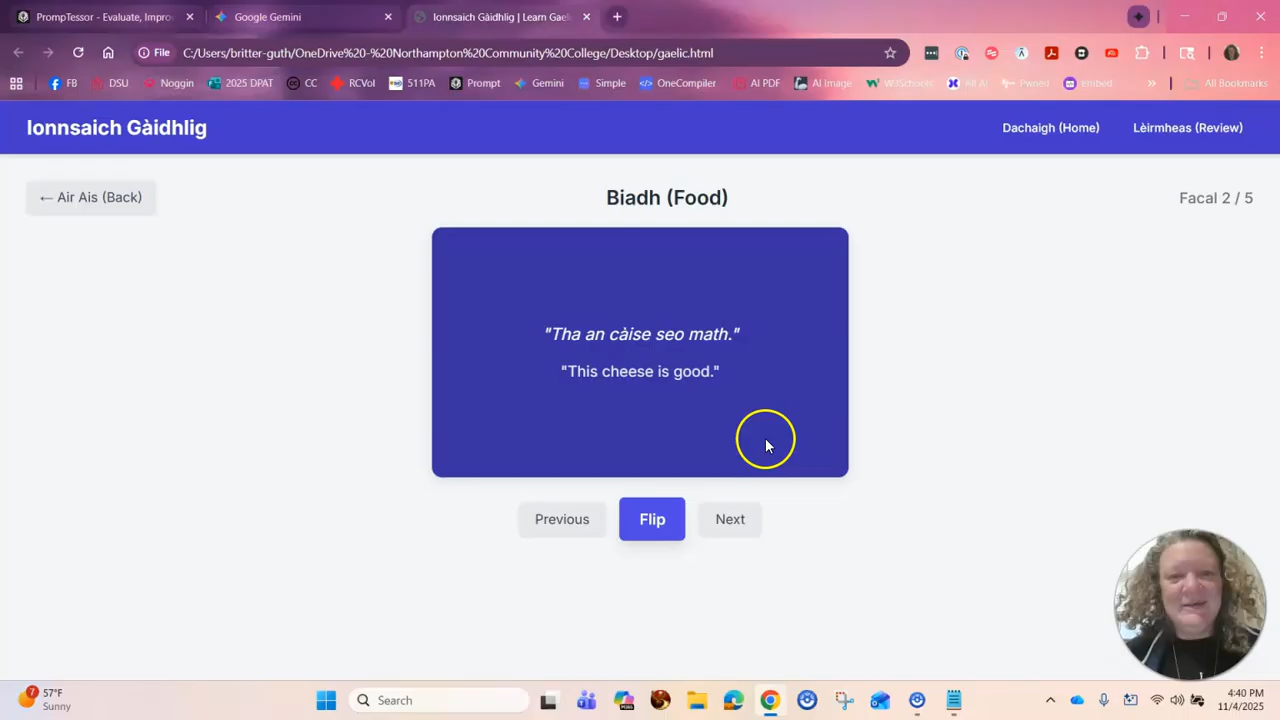 PrompTessor - Evaluate, Improv
Google Gemini
Ionnsaich Gàidhlig | Learn Gael
File
C:/Users/britter-guth/OneDrive%20-%20Northampton%20Community%20College/Desktop/gaelic.html
FB
DSU
Noggin
2025 DPAT
CC
RCVol
511PA
Prompt
Gemini
Simple
OneCompiler
AI PDF
AI Image
W3Schools
All AI
Pwned
embed
All Bookmarks
Ionnsaich Gàidhlig
Dachaigh (Home)
Lèirmheas (Review)
← Air Ais (Back)
Biadh (Food)
Facal 2 / 5
"Tha an càise seo math."
"This cheese is good."
Previous
Flip
Next
7
57°F
Sunny
Search
4:40 PM
11/4/2025